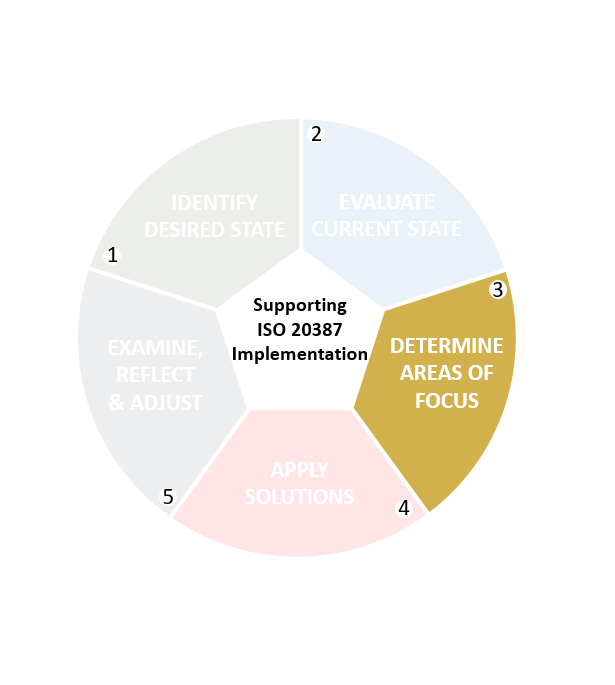 1
IDENTIFY
DESIRED STATE
2
EVALUATE
CURRENT STATE
3
DETERMINE
AREAS OF
FOCUS
4
APPLY
SOLUTIONS
5
EXAMINE,
REFLECT
& ADJUST
Supporting
ISO 20387
Implementation